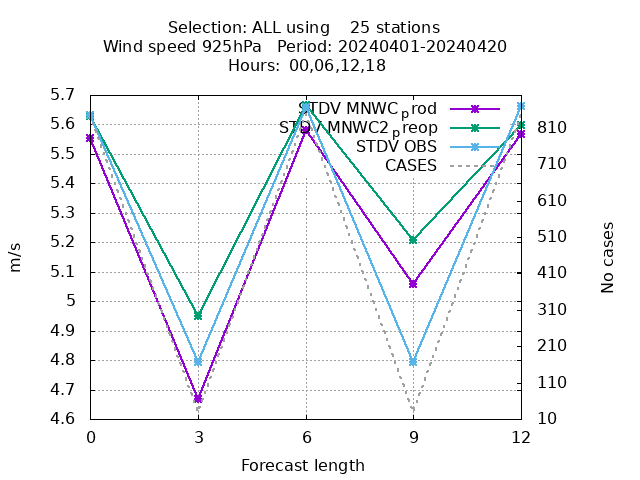 Selection: ALL using    25 stations
Wind speed 925hPa   Period: 20240401-20240420
Hours: 00,06,12,18
STDV MNWC_prod
STDV MNWC2_preop
STDV OBS
CASES
5.7
5.6
5.5
5.4
5.3
5.2
5.1
5
4.9
4.8
4.7
4.6
m/s
810
710
610
510
410
310
210
110
10
No cases
0 3 6 9 12
Forecast length